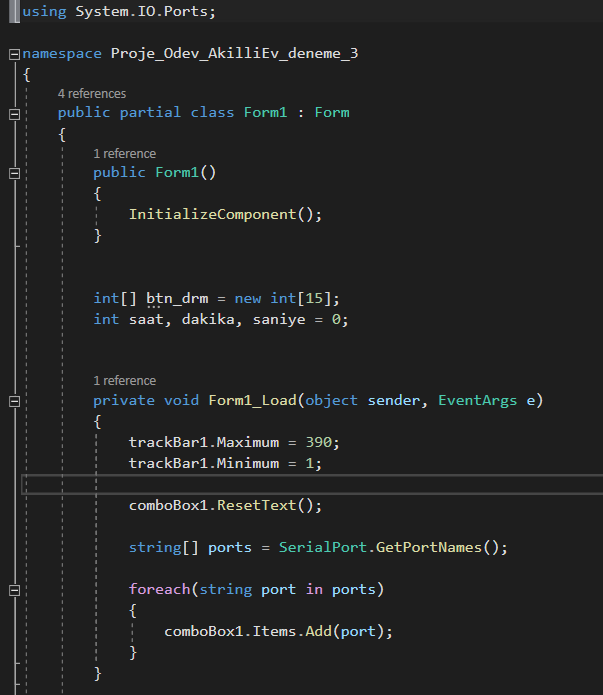 using System.IO.Ports;
namespace Proje_Odev_AkilliEv_deneme_3
{
4 references
public partial class Form1 : Form
{
1 reference
public Form1()
{
InitializeComponent();
}
int[] btn_drm = new int[15];
int saat, dakika, saniye = 0;
1 reference
private void Form1_Load(object sender, EventArgs e)
{
trackBar1.Maximum = 390;
trackBar1.Minimum = 1;
comboBox1.ResetText();
string[] ports = SerialPort.GetPortNames();
foreach(string port in ports)
{
comboBox1.Items.Add(port);
}
}